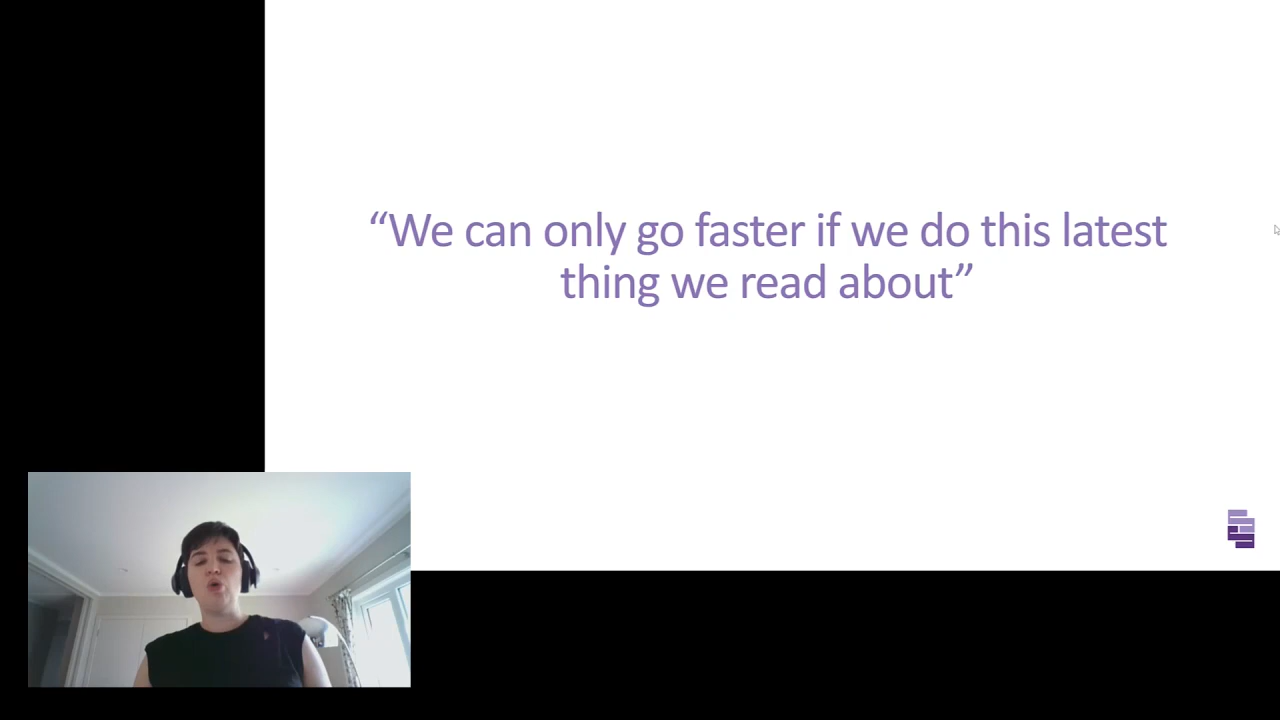 “We can only go faster if we do this latest
thing we read about”